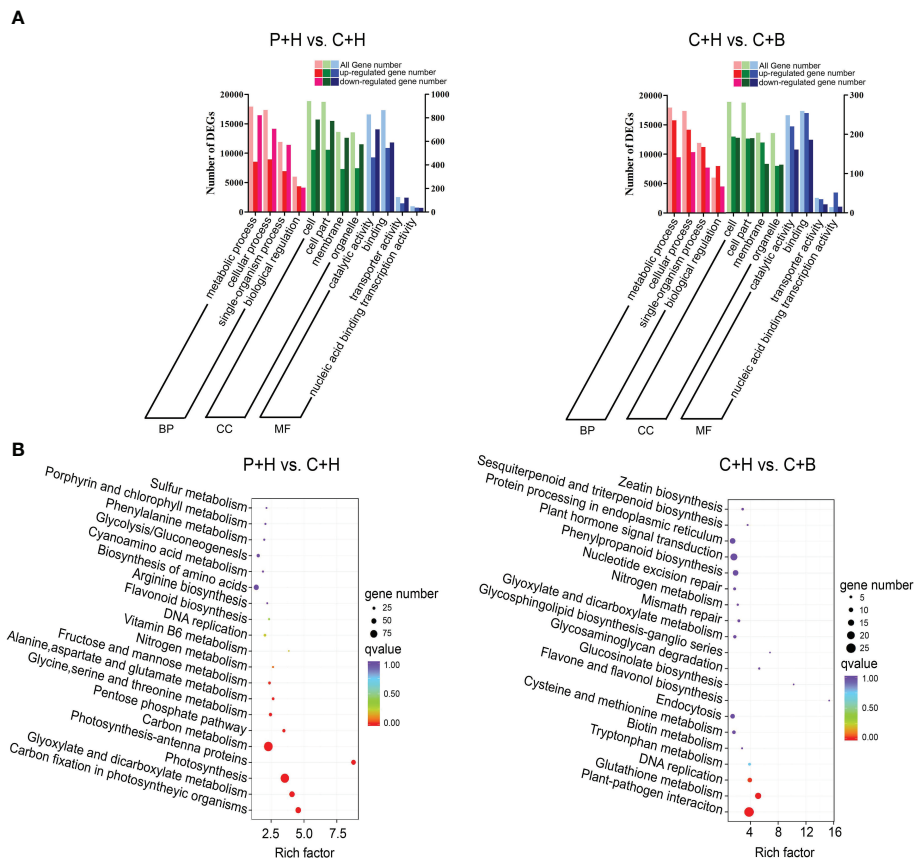 A
P+H vs. C+H
All Gene number
up-regulated gene number
down-regulated gene number
Number of DEGs
20000
15000
10000
5000
0
1000
800
600
400
200
0
metabolic process
cellular process
single-organism process
biological regulation
cell
cell part
membrane
organelle
catalytic activity
binding
transporter activity
nucleic acid binding transcription activity
BP
CC
MF
C+H vs. C+B
All Gene number
up-regulated gene number
down-regulated gene number
Number of DEGs
20000
15000
10000
5000
0
300
200
100
0
metabolic process
cellular process
single-organism process
biological regulation
cell
cell part
membrane
organelle
catalytic activity
binding
transporter activity
nucleic acid binding transcription activity
BP
CC
MF
B
P+H vs. C+H
Sulfur metabolism
Porphyrin and chlorophyll metabolism
Phenylalanine metabolism
Glycolysis/Gluconeogenesis
Cyanoamino acid metabolism
Biosynthesis of amino acids
Arginine biosynthesis
Flavonoid biosynthesis
DNA replication
Vitamin B6 metabolism
Nitrogen metabolism
Fructose and mannose metabolism
Alanine,aspartate and glutamate metabolism
Glycine,serine and threonine metabolism
Pentose phosphate pathway
Carbon metabolism
Photosynthesis-antenna proteins
Photosynthesis
Glyoxylate and dicarboxylate metabolism
Carbon fixation in photosyntheyic organisms
2.5
5.0
7.5
Rich factor
gene number
25
50
75
qvalue
1.00
0.50
0.00
C+H vs. C+B
Zeatin biosynthesis
Sesquiterpenoid and triterpenoid biosynthesis
Protein processing in endoplasmic reticulum
Plant hormone signal transduction
Phenylpropanoid biosynthesis
Nucleotide excision repair
Nitrogen metabolism
Mismatch repair
Glyoxylate and dicarboxylate metabolism
Glycosphingolipid biosynthesis-ganglio series
Glycosaminoglycan degradation
Glucosinolate biosynthesis
Flavone and flavonol biosynthesis
Endocytosis
Cysteine and methionine metabolism
Biotin metabolism
Tryptonphan metabolism
DNA replication
Glutathione metabolism
Plant-pathogen interaciton
4
8
12
16
Rich factor
gene number
5
10
15
20
25
qvalue
1.00
0.50
0.00